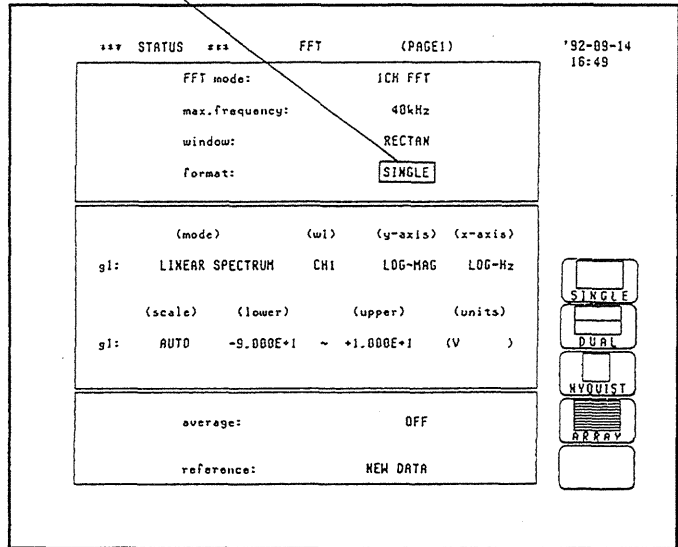 *** STATUS *** FFT (PAGE1) '92-09-14
16:49
FFT mode: 1CH FFT
max.frequency: 40kHz
window: RECTAN
format: SINGLE
(mode) (w1) (y-axis) (x-axis)
g1: LINEAR SPECTRUM CH1 LOG-MAG LOG-Hz
(scale) (lower) (upper) (units)
g1: AUTO -9.000E+1 ~ +1.000E+1 (V )
average: OFF
reference: NEW DATA
SINGLE
DUAL
NYQUIST
ARRAY